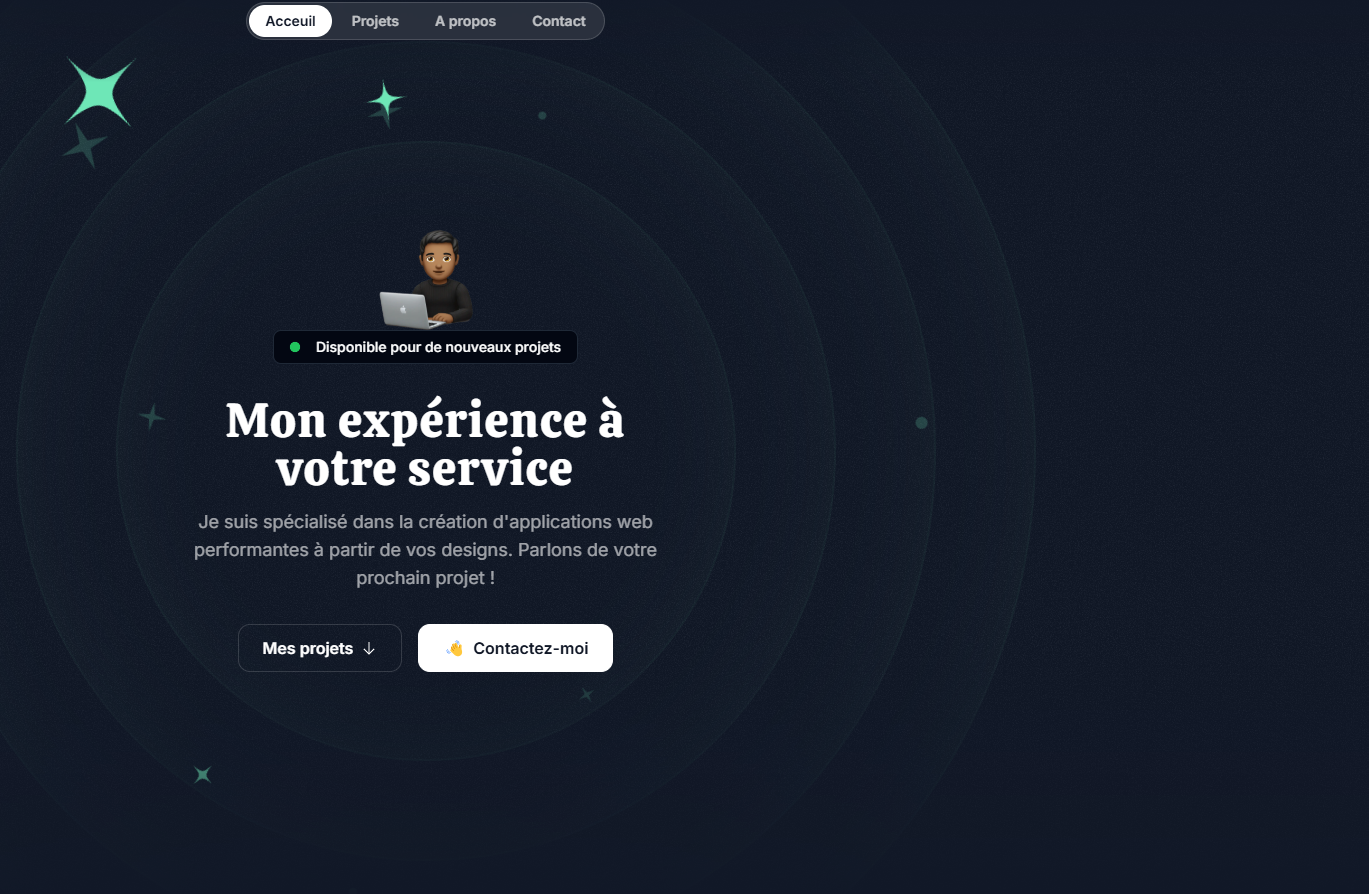 Acceuil Projets A propos Contact
Disponible pour de nouveaux projets
Mon expérience à
votre service
Je suis spécialisé dans la création d'applications web
performantes à partir de vos designs. Parlons de votre
prochain projet !
Mes projets ↓ 👋 Contactez-moi